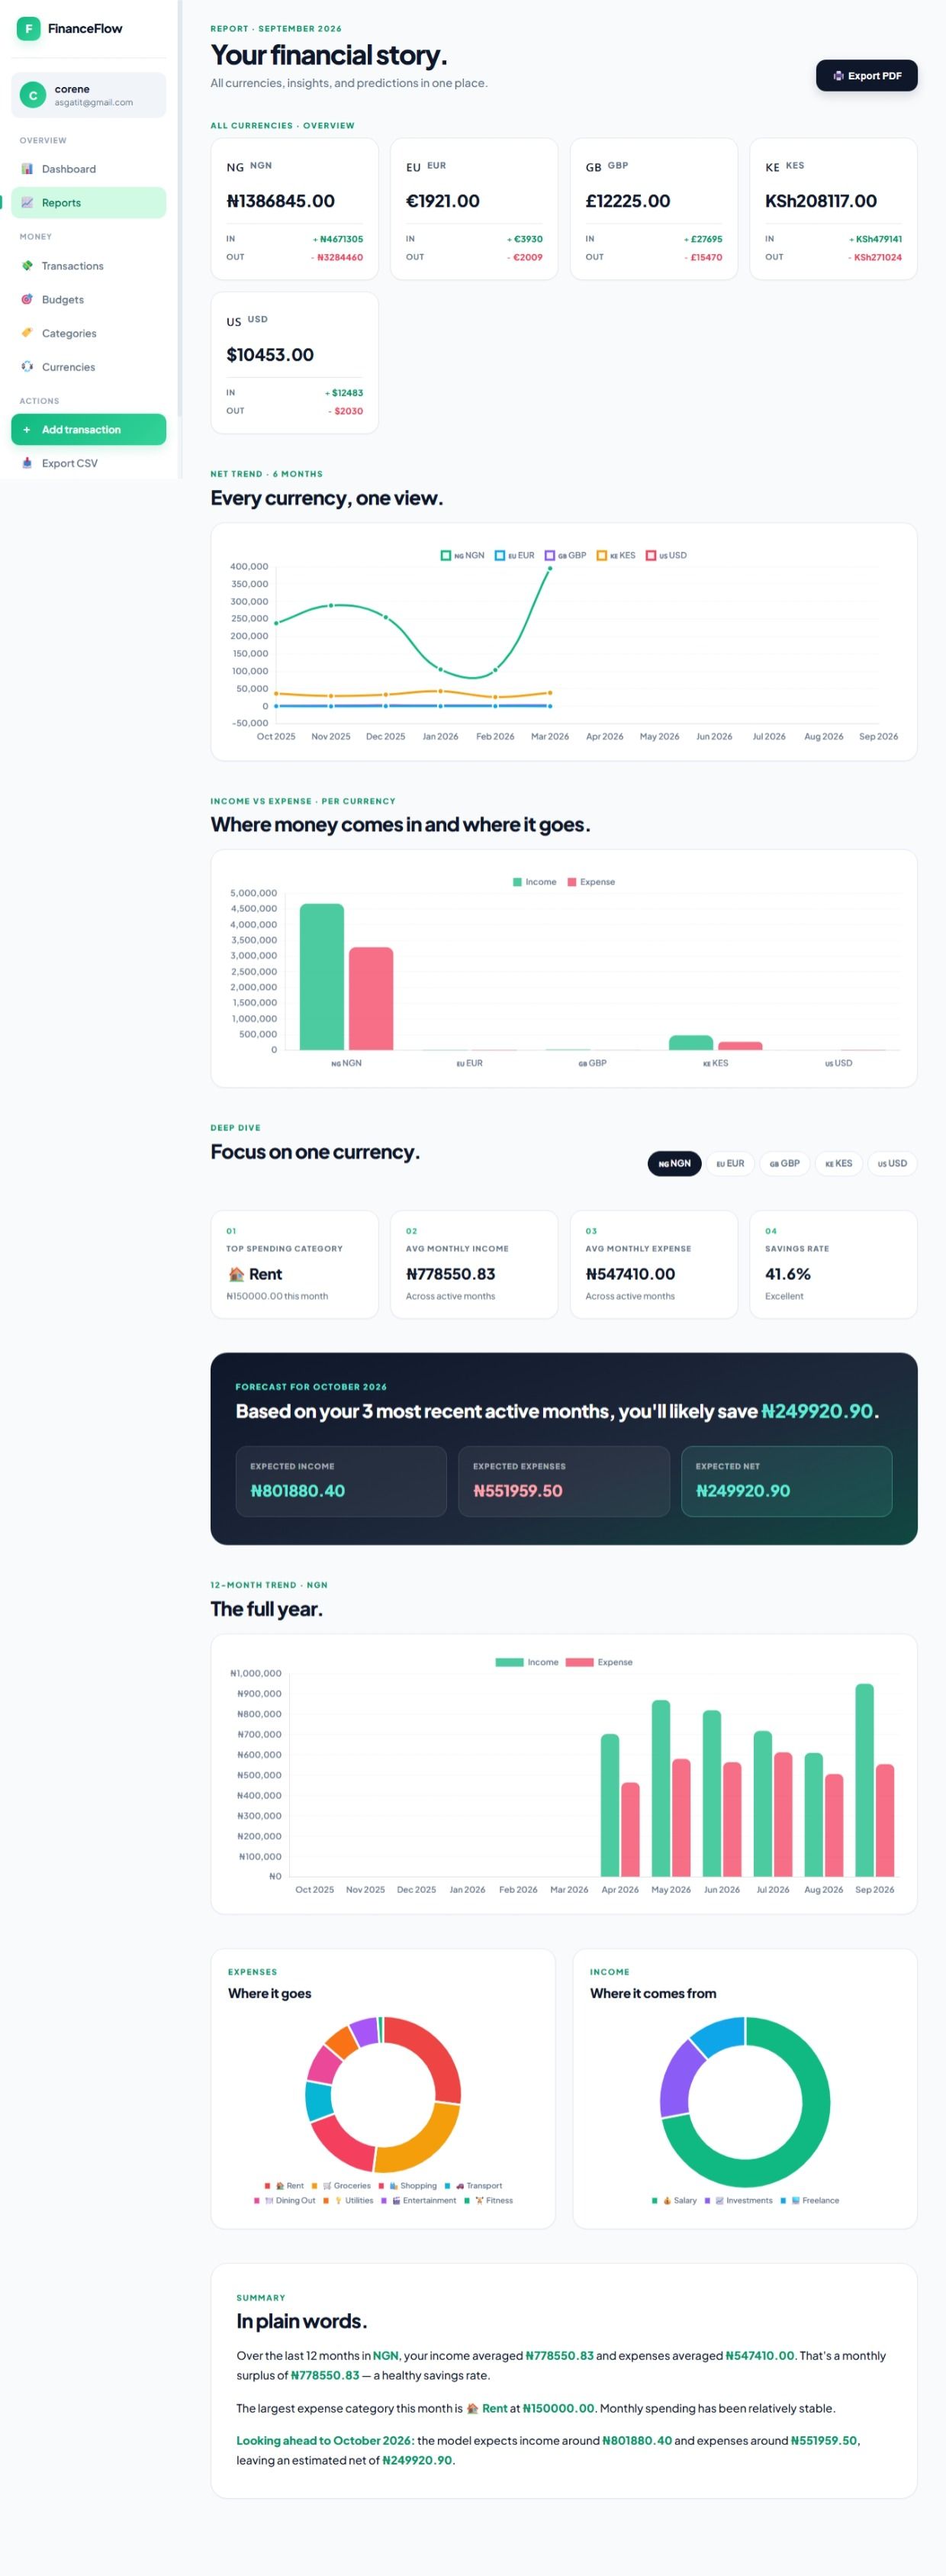 F FinanceFlow
C corene
asgatit@gmail.com
OVERVIEW
Dashboard
Reports
MONEY
Transactions
Budgets
Categories
Currencies
ACTIONS
+ Add transaction
Export CSV
REPORT · SEPTEMBER 2026
Your financial story.
All currencies, insights, and predictions in one place.
Export PDF
ALL CURRENCIES · OVERVIEW
NG NGN
₦1386845.00
IN + ₦4671305
OUT - ₦3284460
EU EUR
€1921.00
IN + €3930
OUT - €2009
GB GBP
£12225.00
IN + £27695
OUT - £15470
KE KES
KSh208117.00
IN + KSh479141
OUT - KSh271024
US USD
$10453.00
IN + $12483
OUT - $2030
NET TREND · 6 MONTHS
Every currency, one view.
NG NGN EU EUR GB GBP KE KES US USD
400,000
350,000
300,000
250,000
200,000
150,000
100,000
50,000
0
-50,000
Oct 2025 Nov 2025 Dec 2025 Jan 2026 Feb 2026 Mar 2026 Apr 2026 May 2026 Jun 2026 Jul 2026 Aug 2026 Sep 2026
INCOME VS EXPENSE · PER CURRENCY
Where money comes in and where it goes.
Income Expense
5,000,000
4,500,000
4,000,000
3,500,000
3,000,000
2,500,000
2,000,000
1,500,000
1,000,000
500,000
0
NG NGN EU EUR GB GBP KE KES US USD
DEEP DIVE
Focus on one currency.
NG NGN EU EUR GB GBP KE KES US USD
01
TOP SPENDING CATEGORY
Rent
₦150000.00 this month
02
AVG MONTHLY INCOME
₦778550.83
Across active months
03
AVG MONTHLY EXPENSE
₦547410.00
Across active months
04
SAVINGS RATE
41.6%
Excellent
FORECAST FOR OCTOBER 2026
Based on your 3 most recent active months, you'll likely save ₦249920.90.
EXPECTED INCOME
₦801880.40
EXPECTED EXPENSES
₦551959.50
EXPECTED NET
₦249920.90
12-MONTH TREND · NGN
The full year.
Income Expense
₦1,000,000
₦900,000
₦800,000
₦700,000
₦600,000
₦500,000
₦400,000
₦300,000
₦200,000
₦100,000
₦0
Oct 2025 Nov 2025 Dec 2025 Jan 2026 Feb 2026 Mar 2026 Apr 2026 May 2026 Jun 2026 Jul 2026 Aug 2026 Sep 2026
EXPENSES
Where it goes
Rent Groceries Shopping Transport
Dining Out Utilities Entertainment Fitness
INCOME
Where it comes from
Salary Investments Freelance
SUMMARY
In plain words.
Over the last 12 months in NGN, your income averaged ₦778550.83 and expenses averaged ₦547410.00. That's a monthly
surplus of ₦778550.83 — a healthy savings rate.
The largest expense category this month is Rent at ₦150000.00. Monthly spending has been relatively stable.
Looking ahead to October 2026: the model expects income around ₦801880.40 and expenses around ₦551959.50,
leaving an estimated net of ₦249920.90.